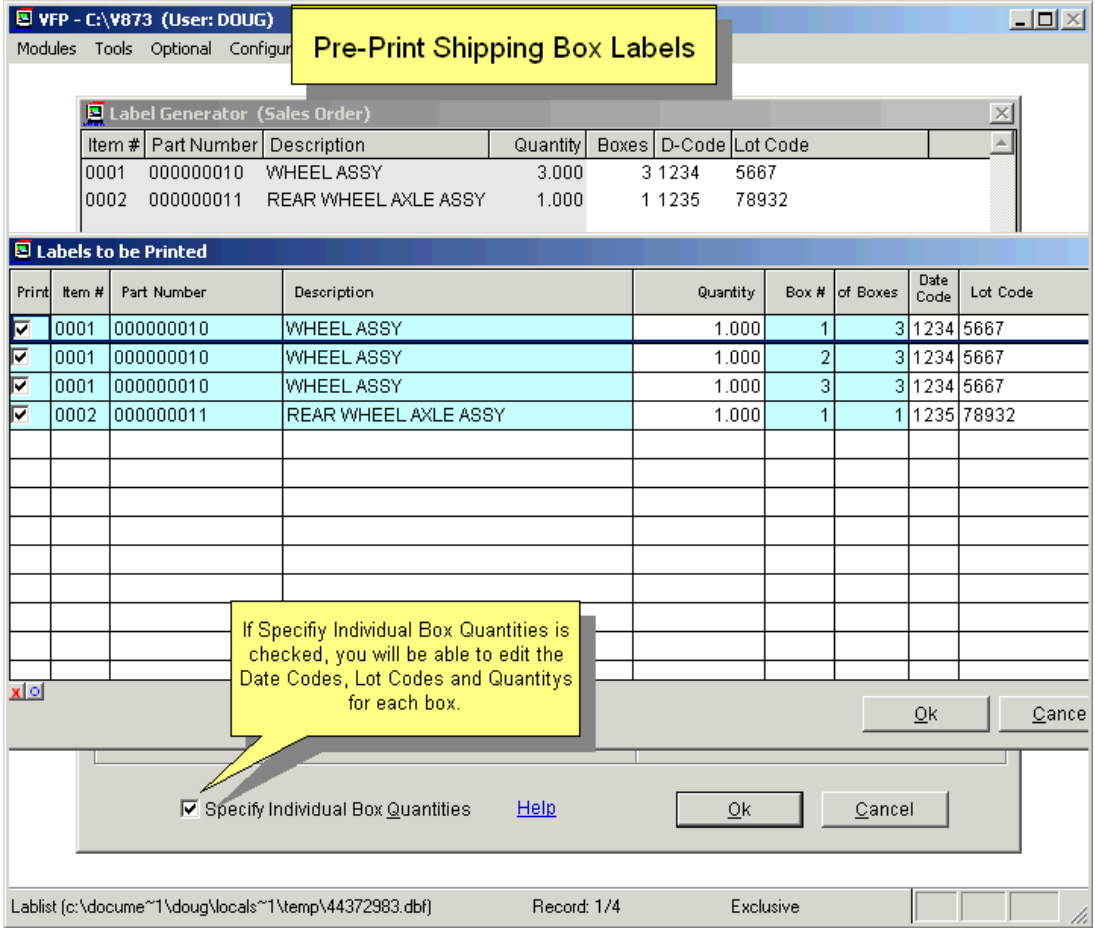 VFP - C:\V873 (User: DOUG)
Modules Tools Optional Configur
Pre-Print Shipping Box Labels
Label Generator (Sales Order)
Item # Part Number Description Quantity Boxes D-Code Lot Code
0001 000000010 WHEEL ASSY 3.000 3 1234 5667
0002 000000011 REAR WHEEL AXLE ASSY 1.000 1 1235 78932
Labels to be Printed
Print Item # Part Number Description Quantity Box # of Boxes Date Code Lot Code
0001 000000010 WHEEL ASSY 1.000 1 3 1234 5667
0001 000000010 WHEEL ASSY 1.000 2 3 1234 5667
0001 000000010 WHEEL ASSY 1.000 3 3 1234 5667
0002 000000011 REAR WHEEL AXLE ASSY 1.000 1 1 1235 78932
If Specifiy Individual Box Quantities is
checked, you will be able to edit the
Date Codes, Lot Codes and Quantitys
for each box.
Ok Cance
Specify Individual Box Quantities Help Ok Cancel
Lablist (c:\docume~1\doug\locals~1\temp\44372983.dbf) Record: 1/4 Exclusive